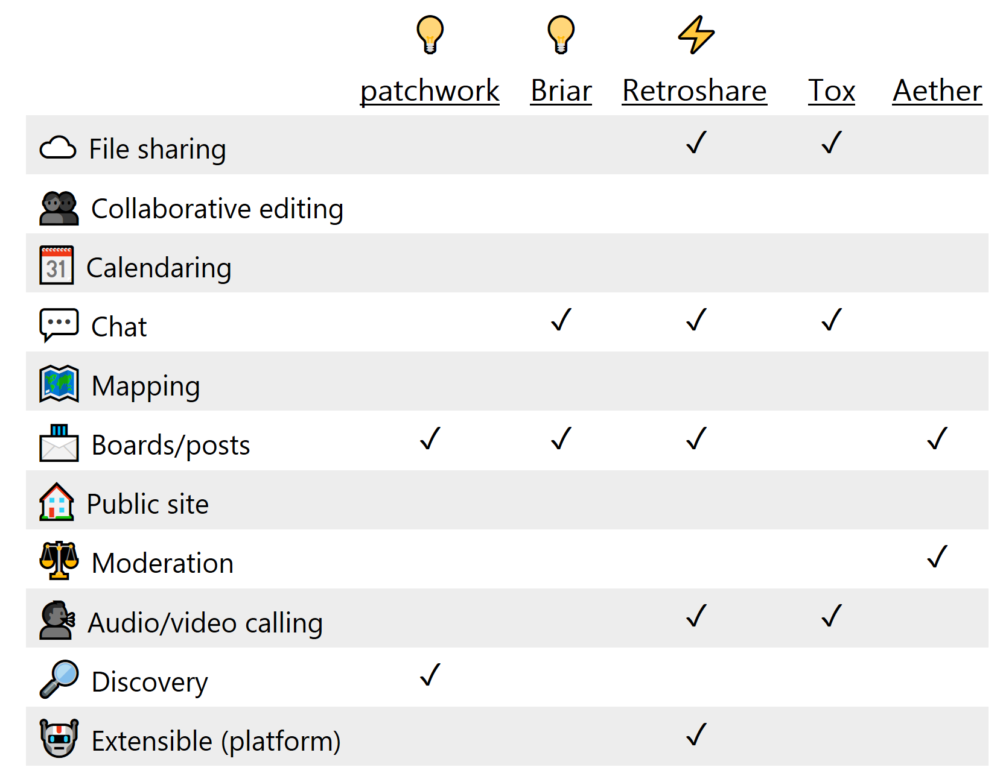 patchwork Briar Retroshare Tox Aether
File sharing ✓ ✓
Collaborative editing
31 Calendaring
Chat ✓ ✓ ✓
Mapping
Boards/posts ✓ ✓ ✓ ✓
Public site
Moderation ✓
Audio/video calling ✓ ✓
Discovery ✓
Extensible (platform) ✓